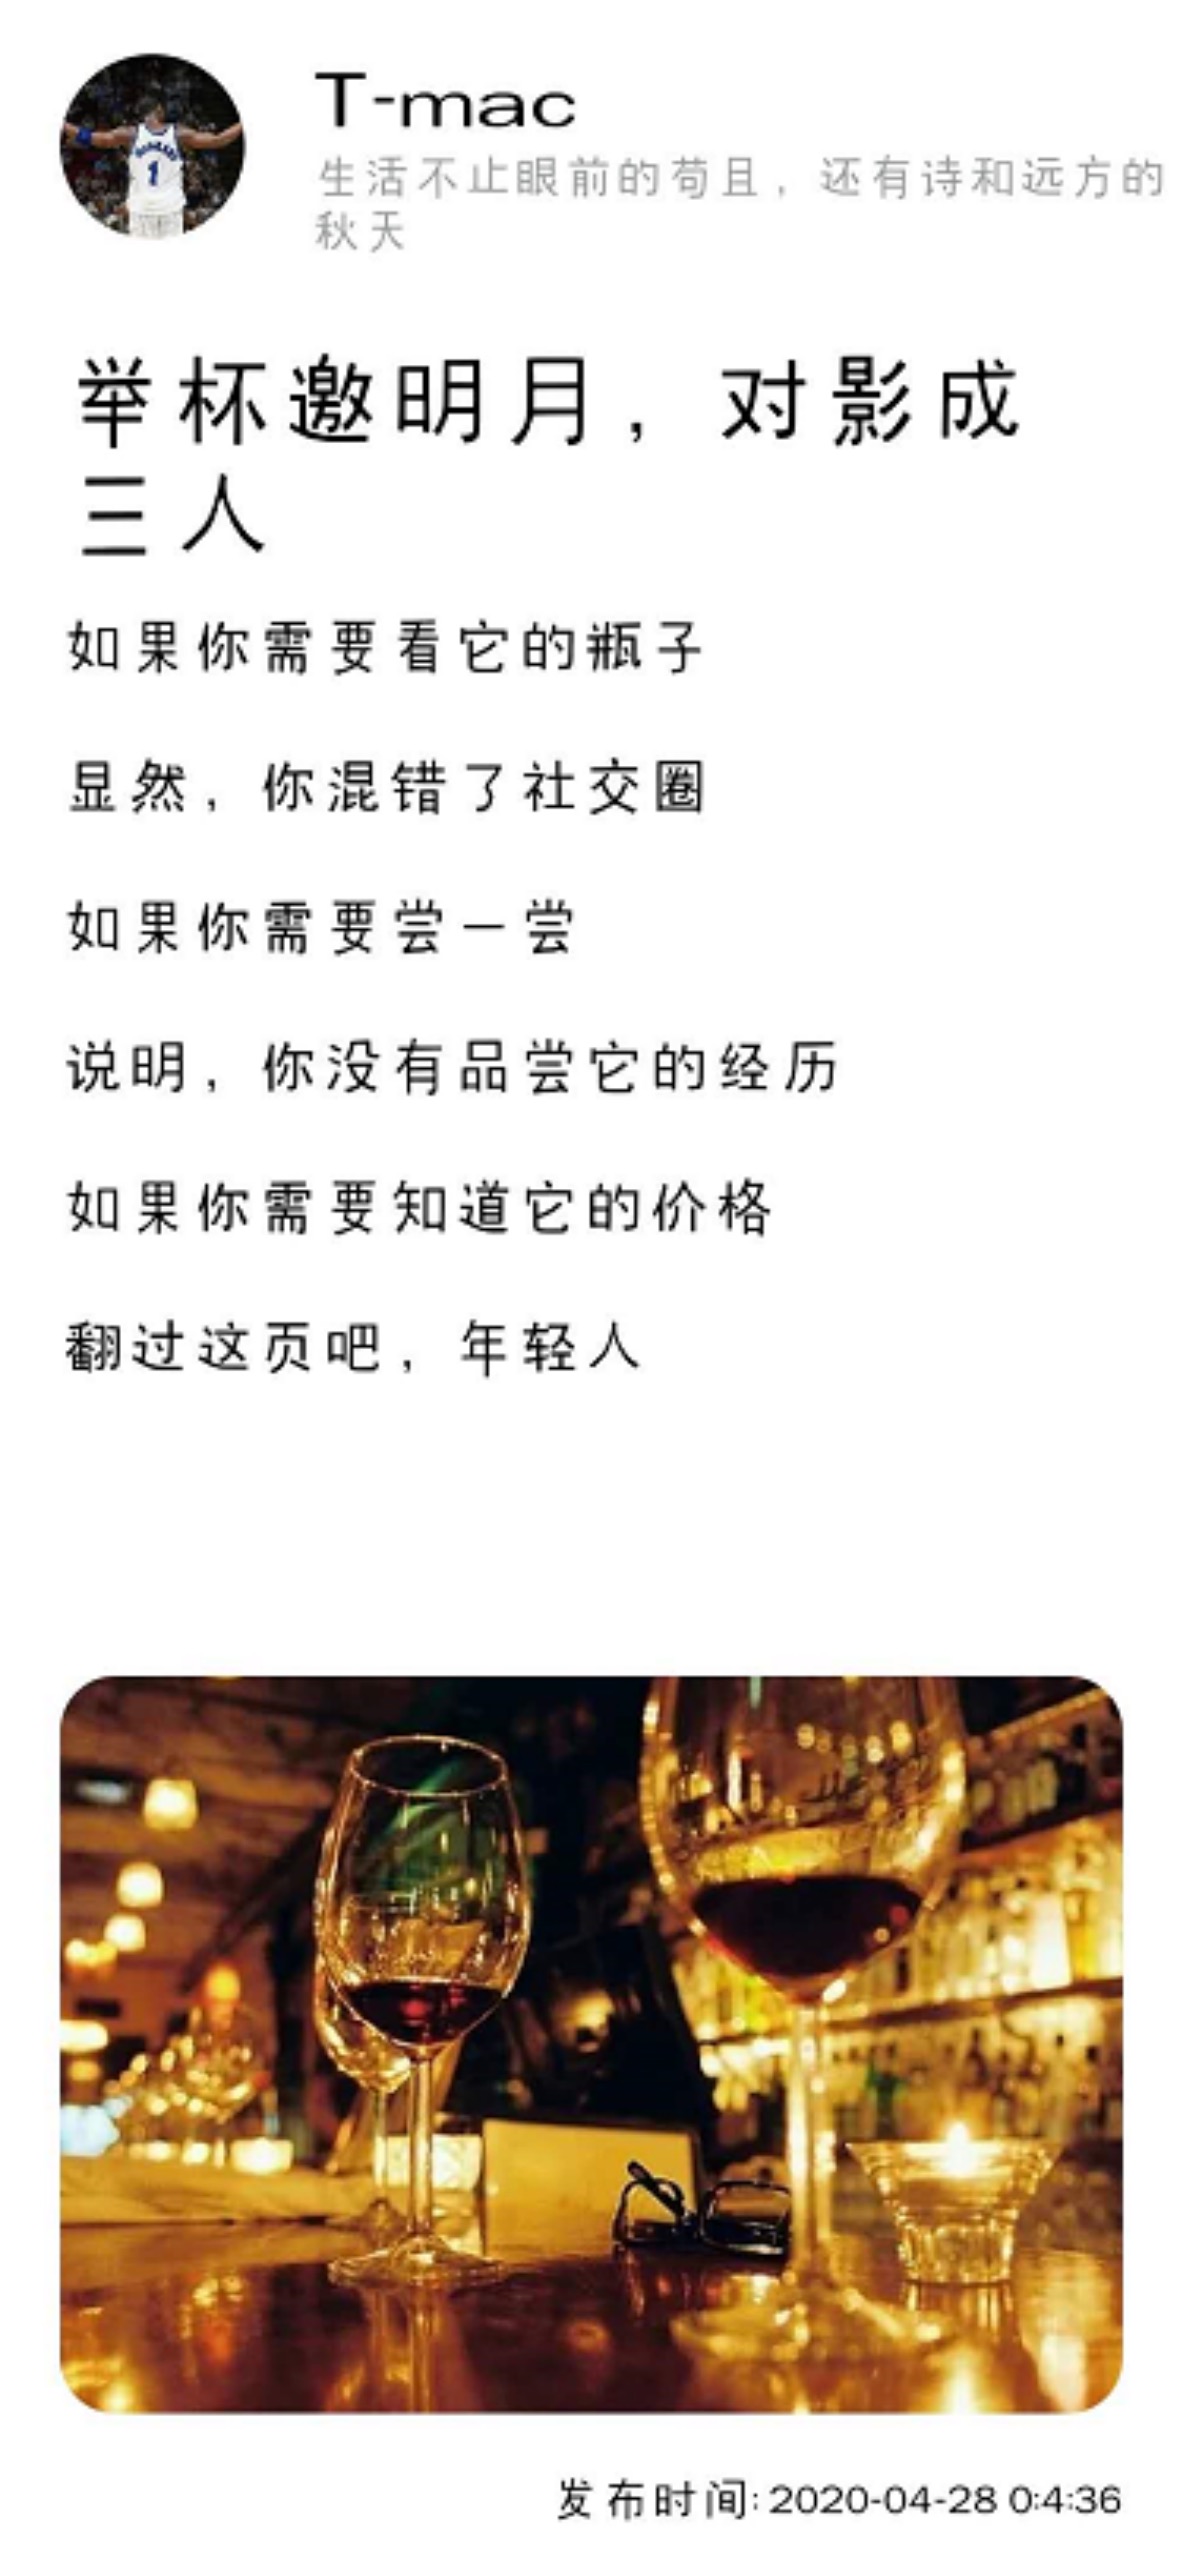 T-mac
生活不止眼前的苟且，还有诗和远方的
秋天
举杯邀明月，对影成
三人
如果你需要看它的瓶子
显然，你混错了社交圈
如果你需要尝一尝
说明，你没有品尝它的经历
如果你需要知道它的价格
翻过这页吧，年轻人
发布时间:2020-04-28 0:4:36